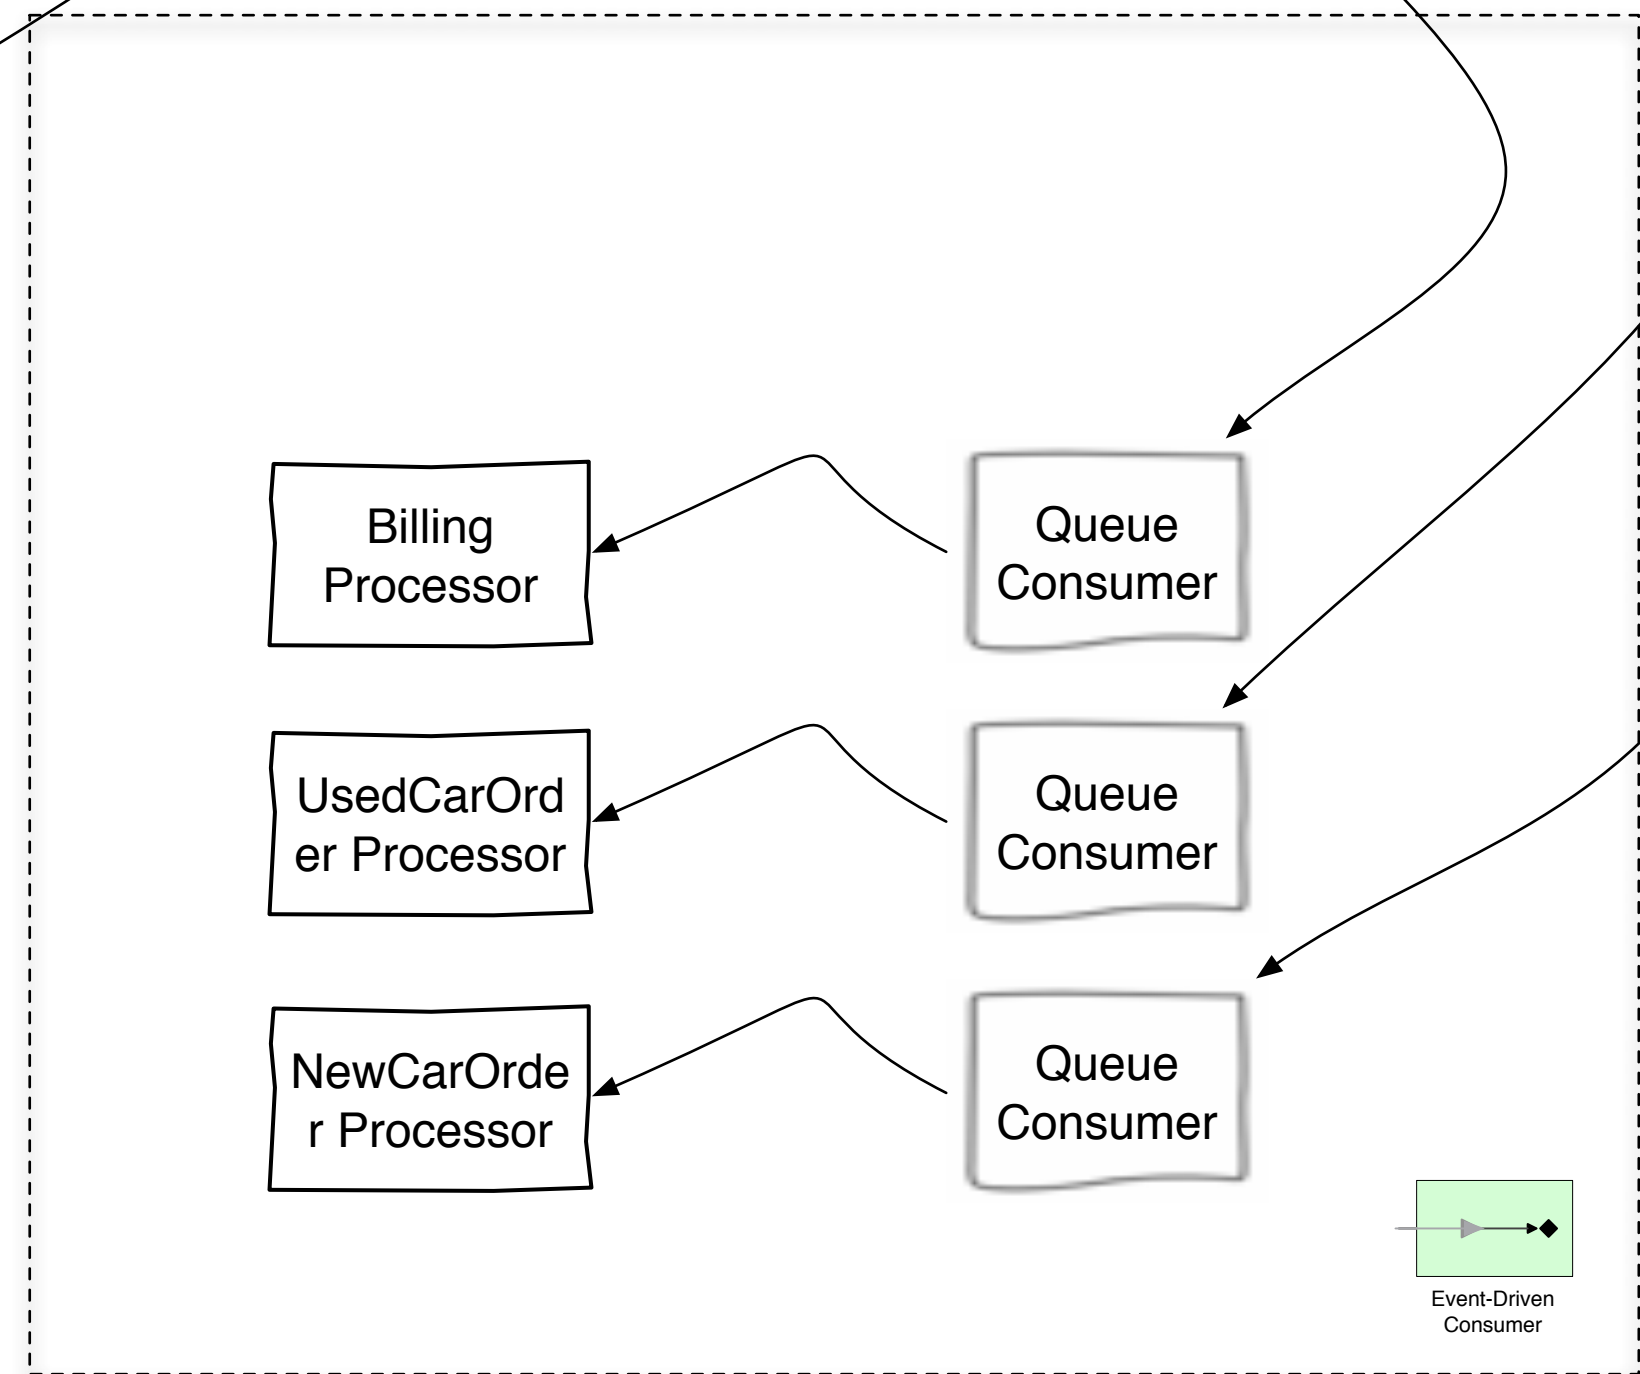 Billing
Processor
Queue
Consumer
UsedCarOrd
er Processor
Queue
Consumer
NewCarOrde
r Processor
Queue
Consumer
Event-Driven
Consumer